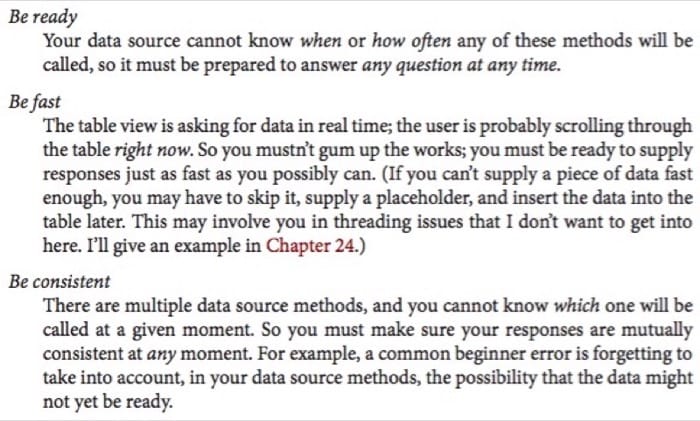 Be ready
Your data source cannot know when or how often any of these methods will be
called, so it must be prepared to answer any question at any time.
Be fast
The table view is asking for data in real time; the user is probably scrolling through
the table right now. So you mustn’t gum up the works; you must be ready to supply
responses just as fast as you possibly can. (If you can’t supply a piece of data fast
enough, you may have to skip it, supply a placeholder, and insert the data into the
table later. This may involve you in threading issues that I don’t want to get into
here. I’ll give an example in Chapter 24.)
Be consistent
There are multiple data source methods, and you cannot know which one will be
called at a given moment. So you must make sure your responses are mutually
consistent at any moment. For example, a common beginner error is forgetting to
take into account, in your data source methods, the possibility that the data might
not yet be ready.